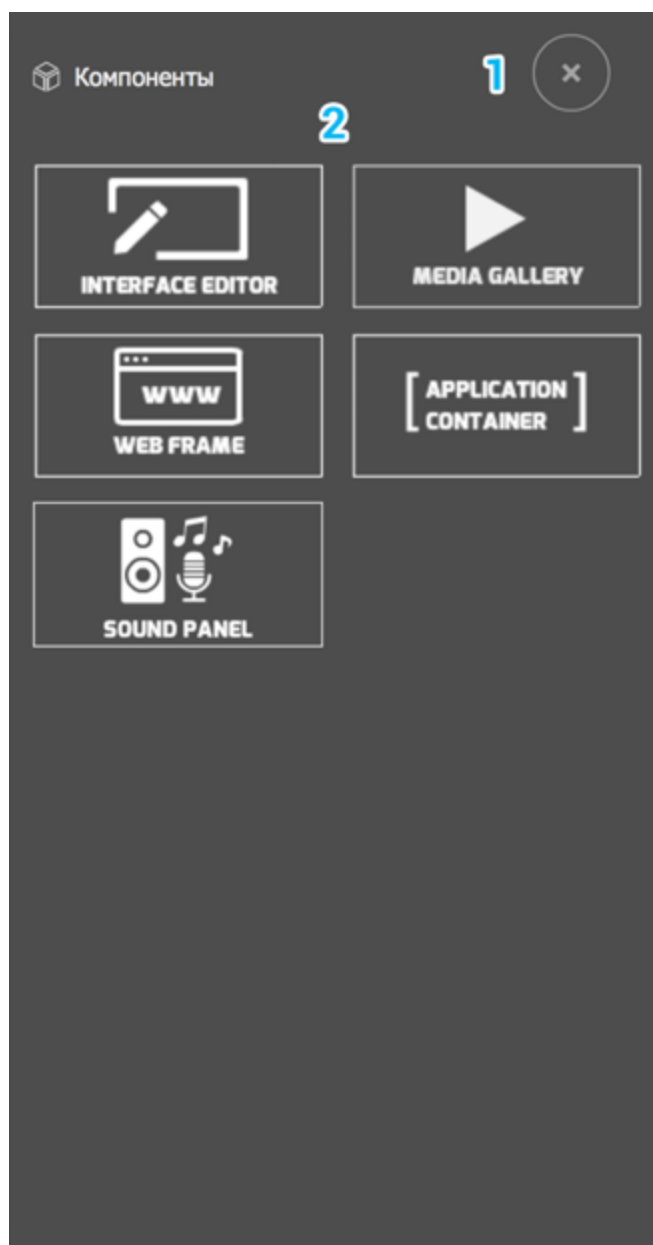 Компоненты
1
2
INTERFACE EDITOR
MEDIA GALLERY
WWW
WEB FRAME
[APPLICATION
CONTAINER]
SOUND PANEL